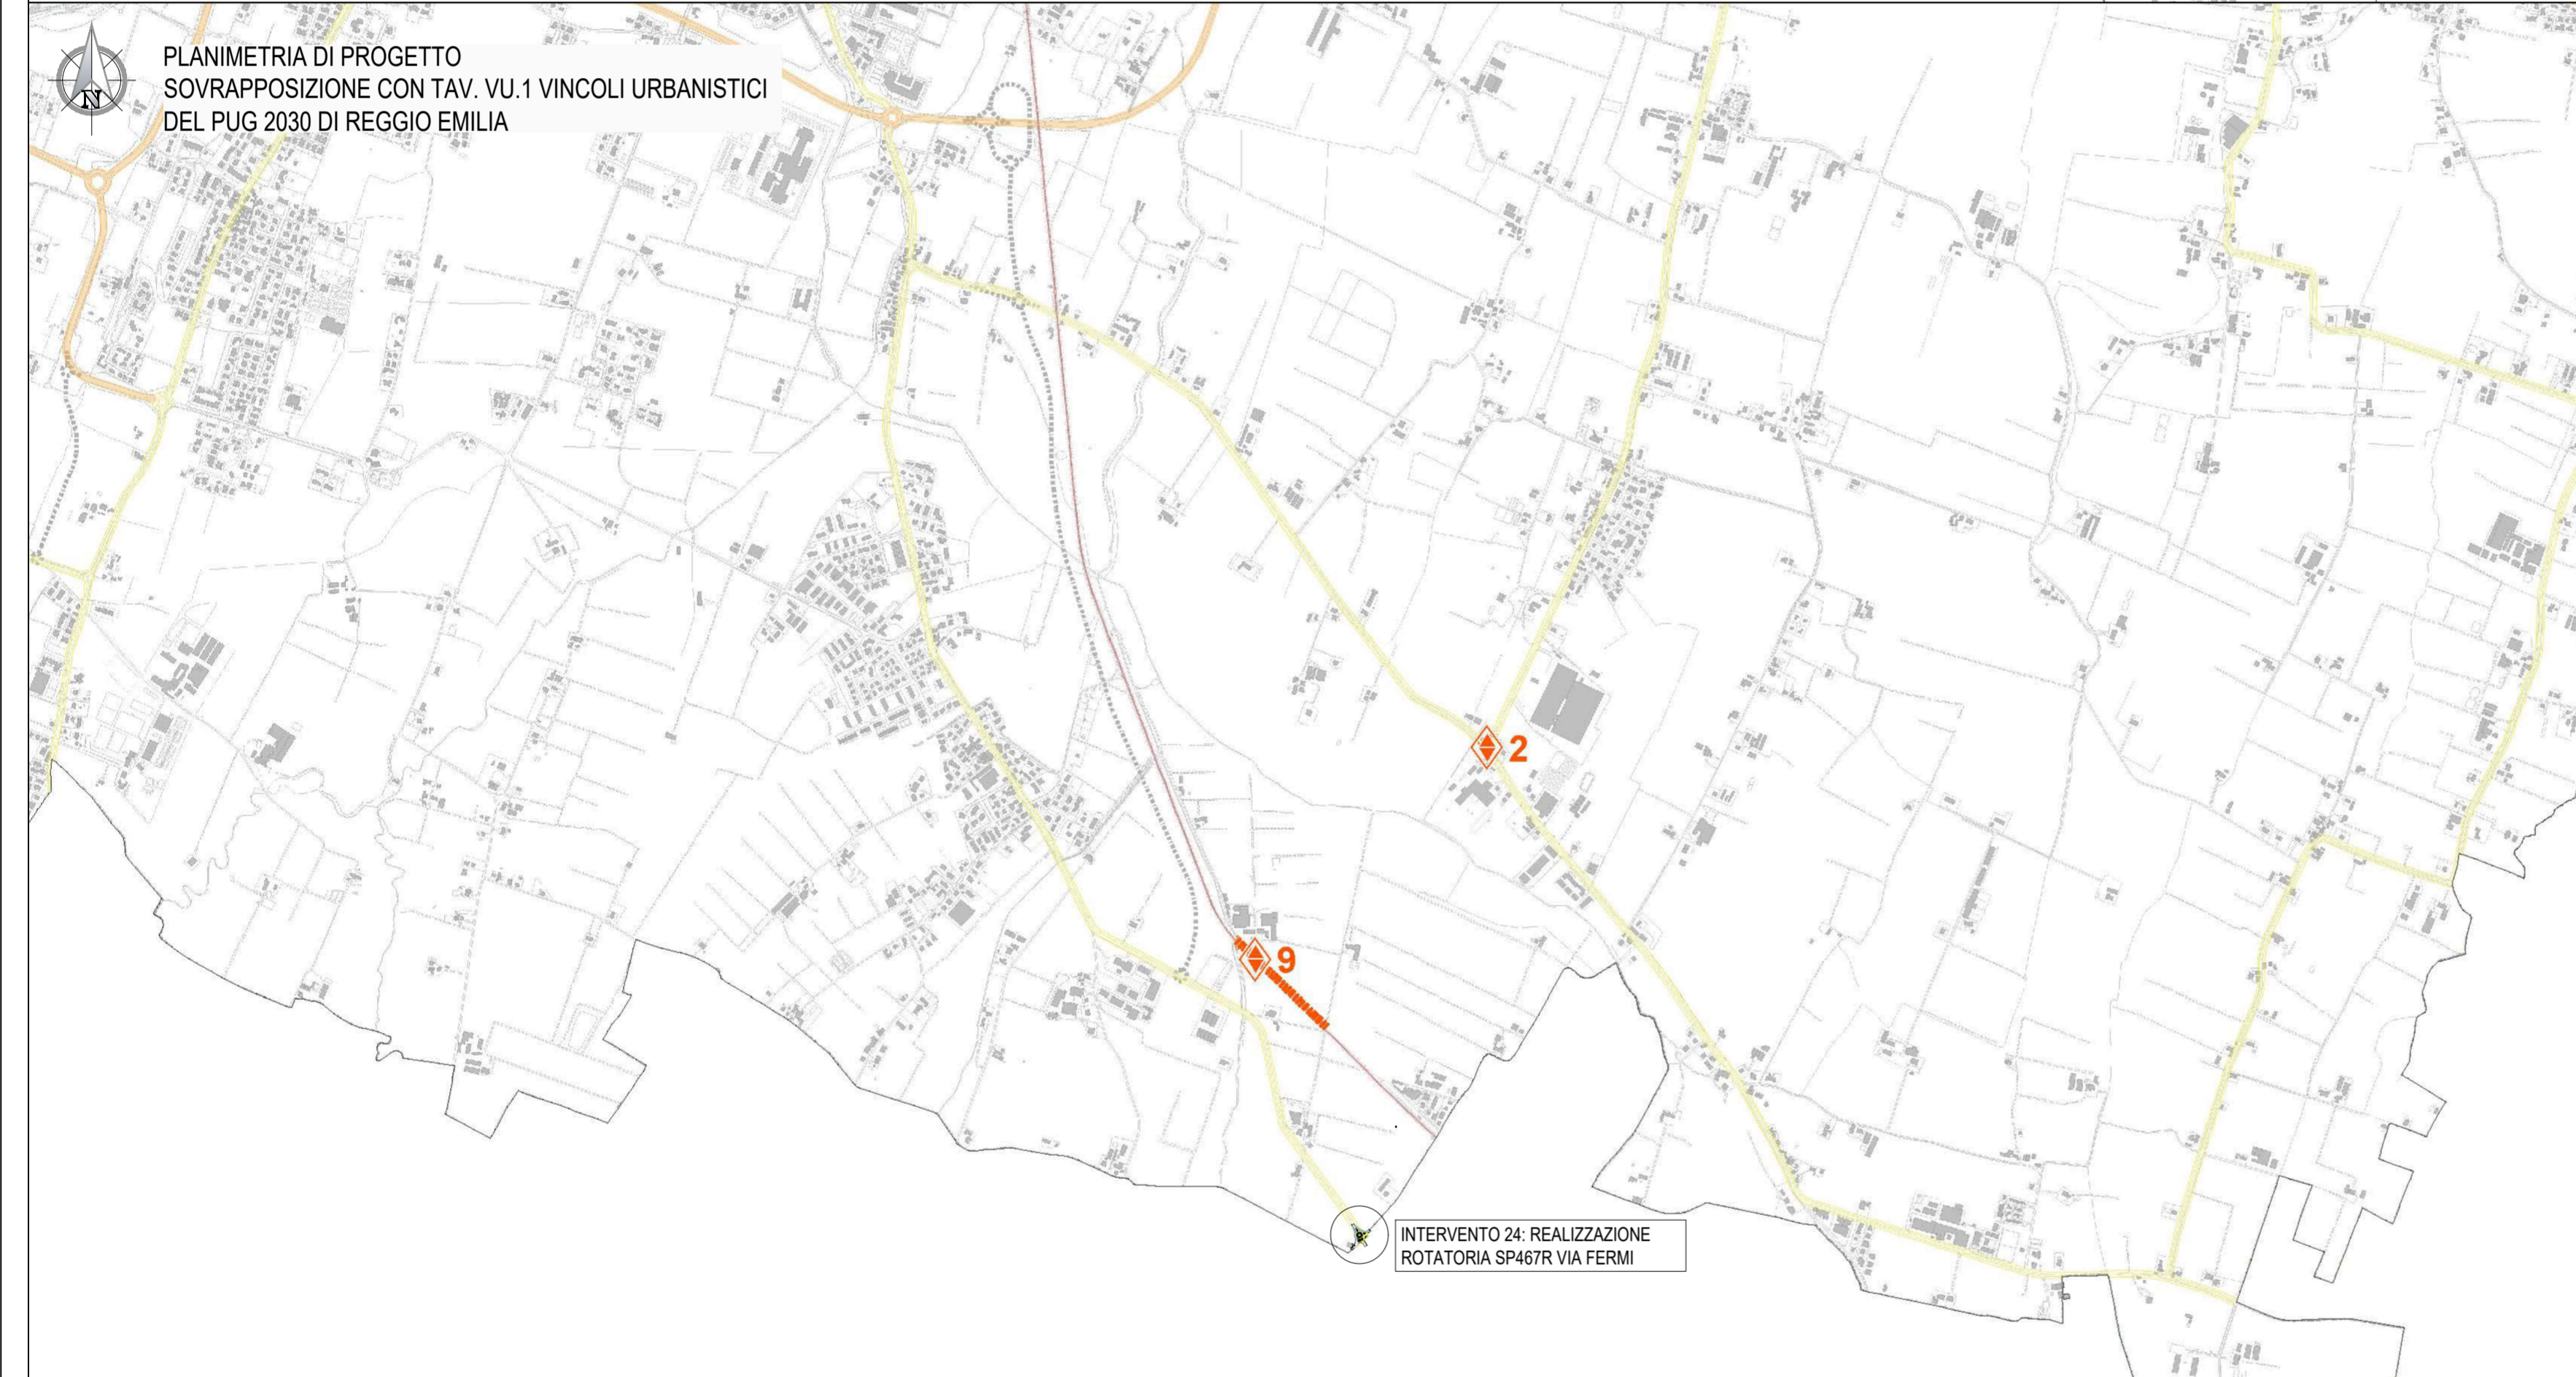 N
PLANIMETRIA DI PROGETTO
SOVRAPPOSIZIONE CON TAV. VU.1 VINCOLI URBANISTICI
DEL PUG 2030 DI REGGIO EMILIA
2
9
INTERVENTO 24: REALIZZAZIONE
ROTATORIA SP467R VIA FERMI